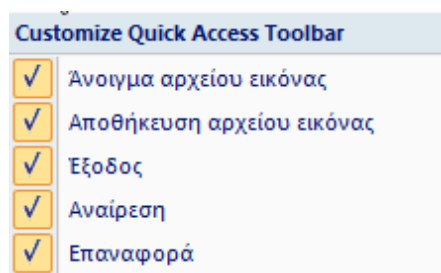 Customize Quick Access Toolbar
Άνοιγμα αρχείου εικόνας
Αποθήκευση αρχείου εικόνας
Έξοδος
Αναίρεση
Επαναφορά